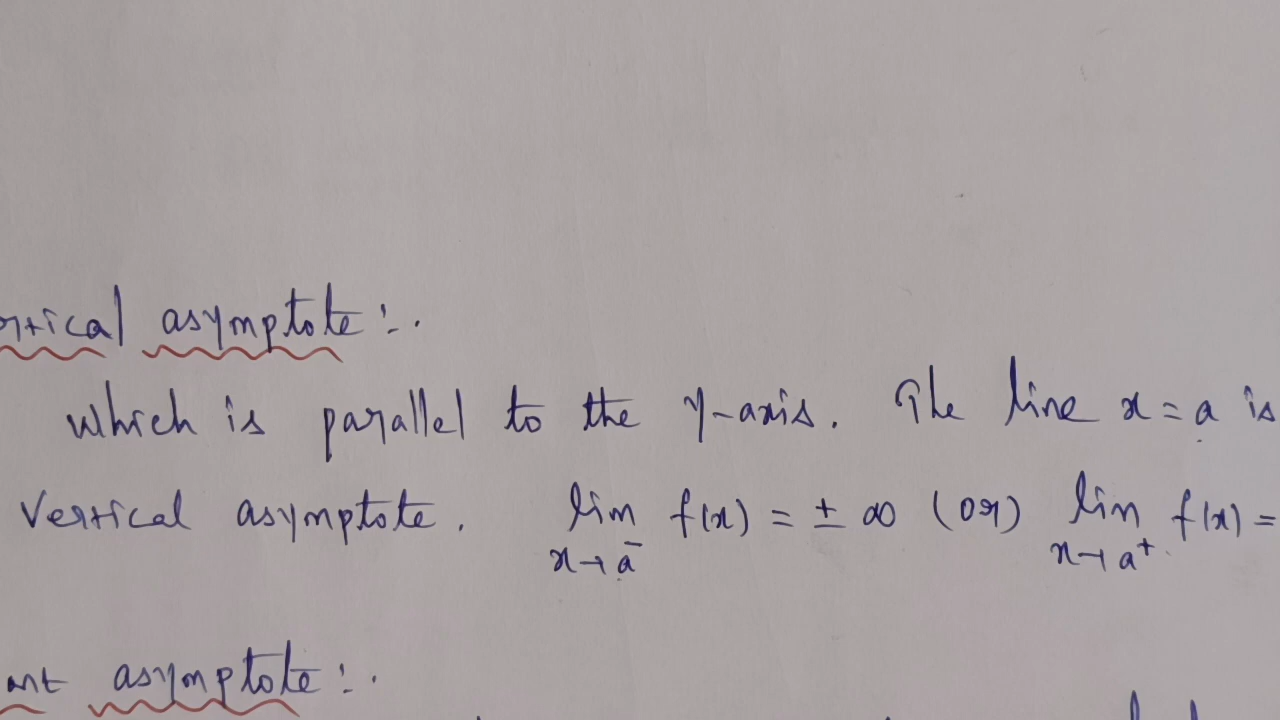 asymptote :-.
which is parallel to the y-axis. The line x = a is
Vertical asymptote. lim x→a⁻ f(x) = ± ∞ (or) lim x→a⁺ f(x) =
asymptote :-.